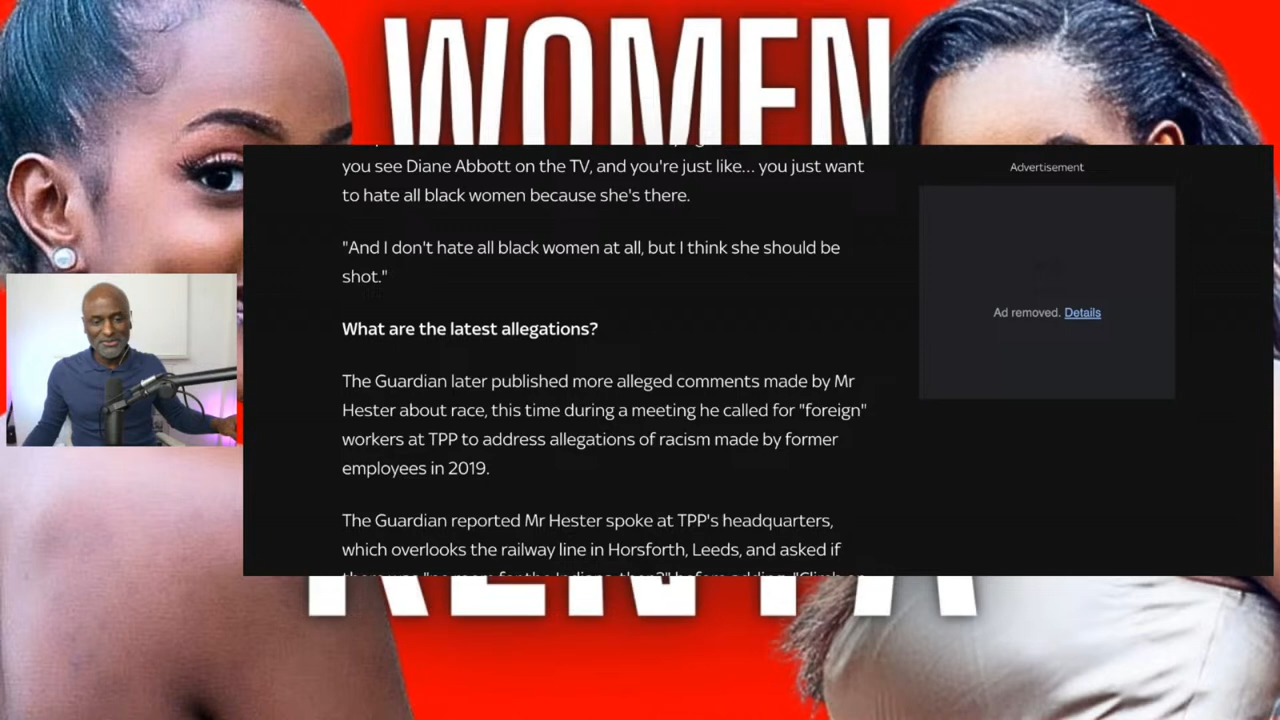 WOMEN
you see Diane Abbott on the TV, and you're just like... you just want
to hate all black women because she's there.
"And I don't hate all black women at all, but I think she should be
shot."
What are the latest allegations?
The Guardian later published more alleged comments made by Mr
Hester about race, this time during a meeting he called for "foreign"
workers at TPP to address allegations of racism made by former
employees in 2019.
The Guardian reported Mr Hester spoke at TPP's headquarters,
which overlooks the railway line in Horsforth, Leeds, and asked if
Advertisement
Ad removed. Details